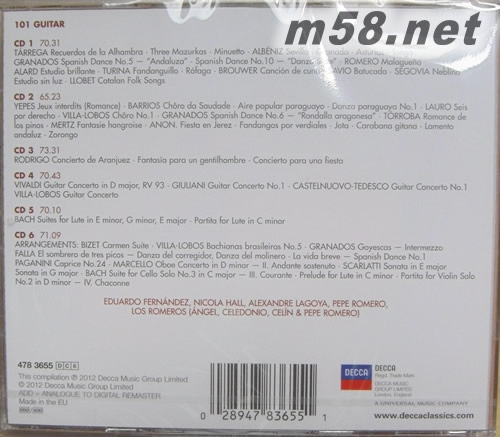 m58.net
101 GUITAR
CD 1 70.31
TÁRREGA Recuerdos de la Alhambra · Three Mazurkas · Minuetto · ALBÉNIZ
GRANADOS Spanish Dance No.5 – "Andaluza" · Spanish Dance No.10 – ROMERO Malagueña
ALARD Estudio brillante · TURINA Fandanguillo · Ráfaga · BROUWER Canción de cuna SAVIO Batucada · SEGOVIA Neblina
Estudio sin luz · LLOBET Catalan Folk Songs
CD 2 65.23
YEPES Jeux interdits (Romance) · BARRIOS Chôro da Saudade · Aire popular paraguayo · Danza paraguaya No.1 · LAURO Seis
por derecho · VILLA-LOBOS Chôro No.1 · GRANADOS Spanish Dance No.6 – "Rondalla aragonesa" · TÓRROBA Romance de
los pinos · MERTZ Fantasie hongroise · ANON. Fiesta en Jerez · Fandangos por verdiales · Jota · Carabana gitana · Lamento
andaluz · Zorongo
CD 3 73.31
RODRIGO Concierto de Aranjuez · Fantasía para un gentilhombre · Concierto para una fiesta
CD 4 70.43
VIVALDI Guitar Concerto in D major, RV 93 · GIULIANI Guitar Concerto No.1 · CASTELNUOVO-TEDESCO Guitar Concerto No.1
VILLA-LOBOS Guitar Concerto
CD 5 70.10
BACH Suites for Lute in E minor, G minor, E major · Partita for Lute in C minor
CD 6 71.09
ARRANGEMENTS: BIZET Carmen Suite · VILLA-LOBOS Bachianas brasileiras No.5 · GRANADOS Goyescas – Intermezzo
FALLA El sombrero de tres picos – Danza del corregidor, Danza del molinero · La vida breve – Spanish Dance No.1
PAGANINI Caprice No.24 · MARCELLO Oboe Concerto in D minor – II. Andante sostenuto · SCARLATTI Sonata in E major
Sonata in G major · BACH Suite for Cello Solo No.3 in C major – III. Courante · Prelude for Lute in C minor · Partita for Violin Solo
No.2 in D minor – IV. Chaconne
EDUARDO FERNÁNDEZ, NICOLA HALL, ALEXANDRE LAGOYA, PEPE ROMERO,
LOS ROMEROS (ÁNGEL, CELEDONIO, CELÍN & PEPE ROMERO)
478 3655 DC6
This compilation ℗ 2012 Decca Music Group Limited
© 2012 Decca Music Group Limited
ADD = ANALOGUE TO DIGITAL REMASTER
Made in the EU
0 28947 83655 1
DECCA
DECCA
Regd. Trade Mark
DECCA MUSIC
GROUP LIMITED
London, England
A UNIVERSAL MUSIC COMPANY
www.deccaclassics.com